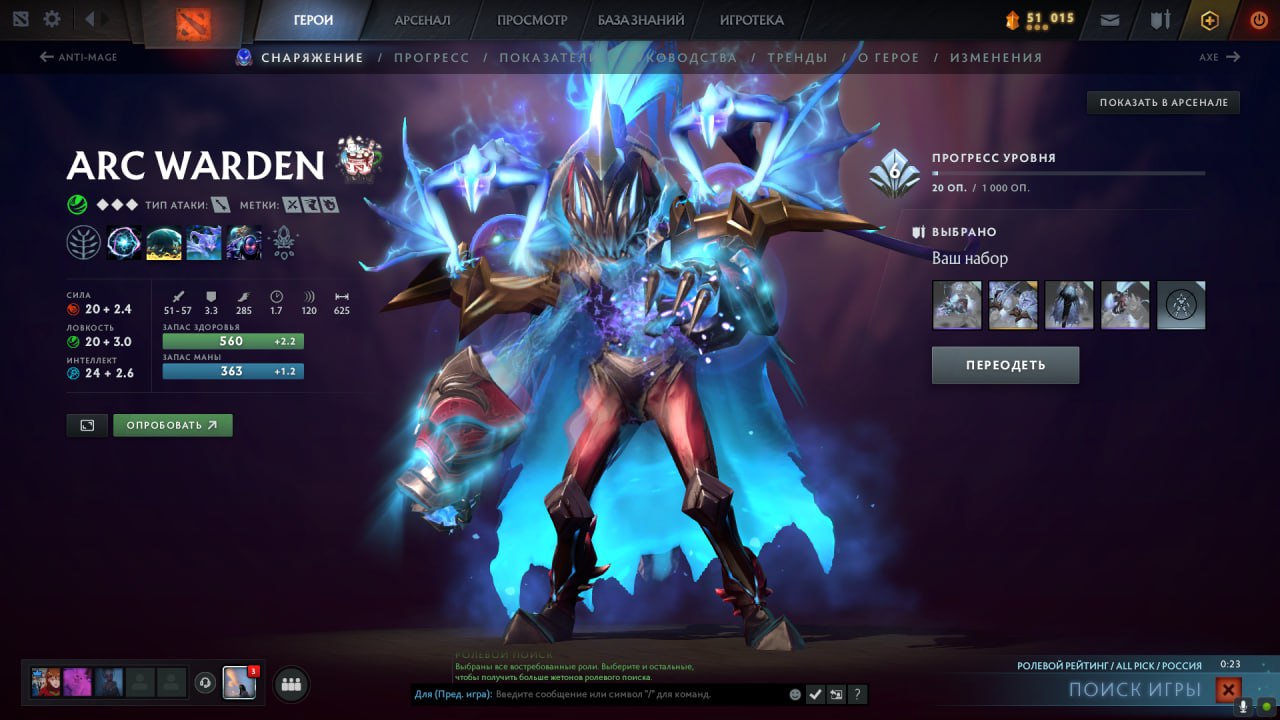 ГЕРОИ
АРСЕНАЛ
ПРОСМОТР
БАЗА ЗНАНИЙ
ИГРОТЕКА
51 015
ANTI-MAGE
СНАРЯЖЕНИЕ / ПРОГРЕСС / ПОКАЗАТЕЛИ КОВОДСТВА / ТРЕНДЫ / О ГЕРОЕ / ИЗМЕНЕНИЯ
AXE
ПОКАЗАТЬ В АРСЕНАЛЕ
ARC WARDEN
ТИП АТАКИ:
МЕТКИ:
СИЛА
20 + 2.4
ЛОВКОСТЬ
20 + 3.0
ИНТЕЛЛЕКТ
24 + 2.6
51-57 3.3 285 1.7 120 625
ЗАПАС ЗДОРОВЬЯ
560 +2.2
ЗАПАС МАНЫ
363 +1.2
ОПРОБОВАТЬ
6
ПРОГРЕСС УРОВНЯ
20 ОП. / 1 000 ОП.
ВЫБРАНО
Ваш набор
ПЕРЕОДЕТЬ
3
РОЛЕВОЙ ПОИСК
Выбраны все востребованные роли. Выберите и остальные,
чтобы получить больше жетонов ролевого поиска.
Для (Пред. игра): Введите сообщение или символ "/" для команд.
?
РОЛЕВОЙ РЕЙТИНГ / ALL PICK / РОССИЯ 0:23
ПОИСК ИГРЫ